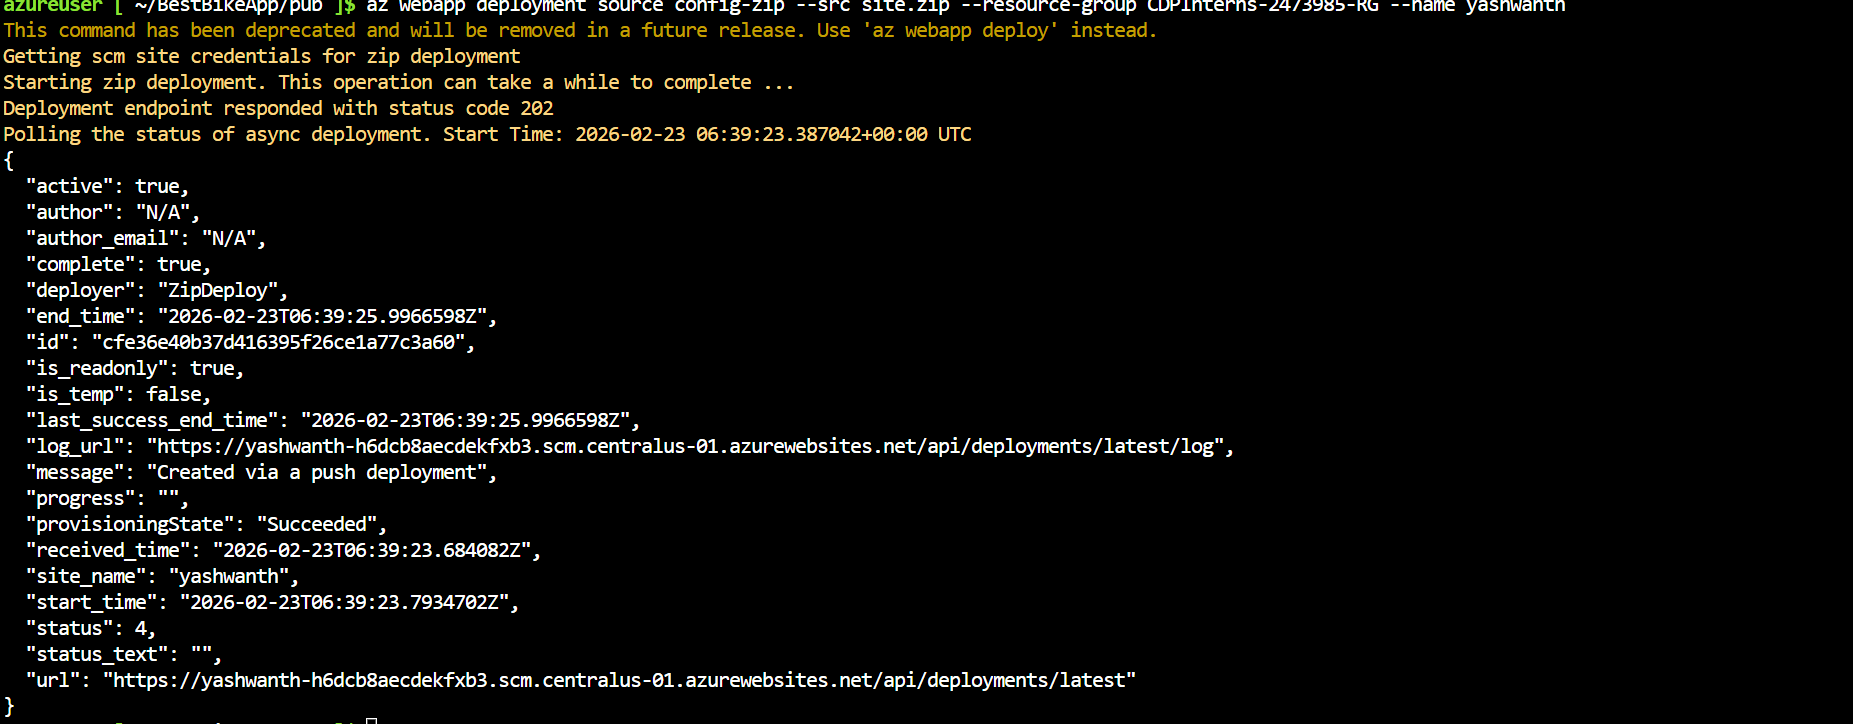 azureuser [ ~/BestBikeApp/pub ]$ az webapp deployment source config-zip --src site.zip --resource-group CDPInterns-2473985-RG --name yashwanth
This command has been deprecated and will be removed in a future release. Use 'az webapp deploy' instead.
Getting scm site credentials for zip deployment
Starting zip deployment. This operation can take a while to complete ...
Deployment endpoint responded with status code 202
Polling the status of async deployment. Start Time: 2026-02-23 06:39:23.387042+00:00 UTC
{
  "active": true,
  "author": "N/A",
  "author_email": "N/A",
  "complete": true,
  "deployer": "ZipDeploy",
  "end_time": "2026-02-23T06:39:25.9966598Z",
  "id": "cfe36e40b37d416395f26ce1a77c3a60",
  "is_readonly": true,
  "is_temp": false,
  "last_success_end_time": "2026-02-23T06:39:25.9966598Z",
  "log_url": "https://yashwanth-h6dcb8aecdekfxb3.scm.centralus-01.azurewebsites.net/api/deployments/latest/log",
  "message": "Created via a push deployment",
  "progress": "",
  "provisioningState": "Succeeded",
  "received_time": "2026-02-23T06:39:23.684082Z",
  "site_name": "yashwanth",
  "start_time": "2026-02-23T06:39:23.7934702Z",
  "status": 4,
  "status_text": "",
  "url": "https://yashwanth-h6dcb8aecdekfxb3.scm.centralus-01.azurewebsites.net/api/deployments/latest"
}